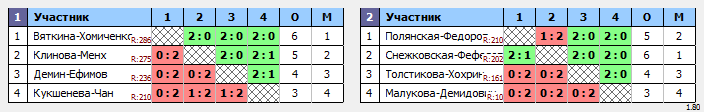 1 Участник 1 2 3 4 О М
1 Вяткина-Хомиченко R:286 2:0 2:0 2:0 6 1
2 Клинова-Менх R:275 0:2 2:0 2:1 5 2
3 Демин-Ефимов R:236 0:2 0:2 2:1 4 3
4 Кукшенева-Чан R:210 0:2 1:2 1:2 3 4
2 Участник 1 2 3 4 О М
1 Полянская-Федоро R:210 1:2 2:0 2:0 5 2
2 Снежковская-Фефе R:202 2:1 2:0 2:0 6 1
3 Толстикова-Хохри R:161 0:2 0:2 2:0 4 3
4 Малукова-Демидов R:10 0:2 0:2 0:2 3 4
1.80